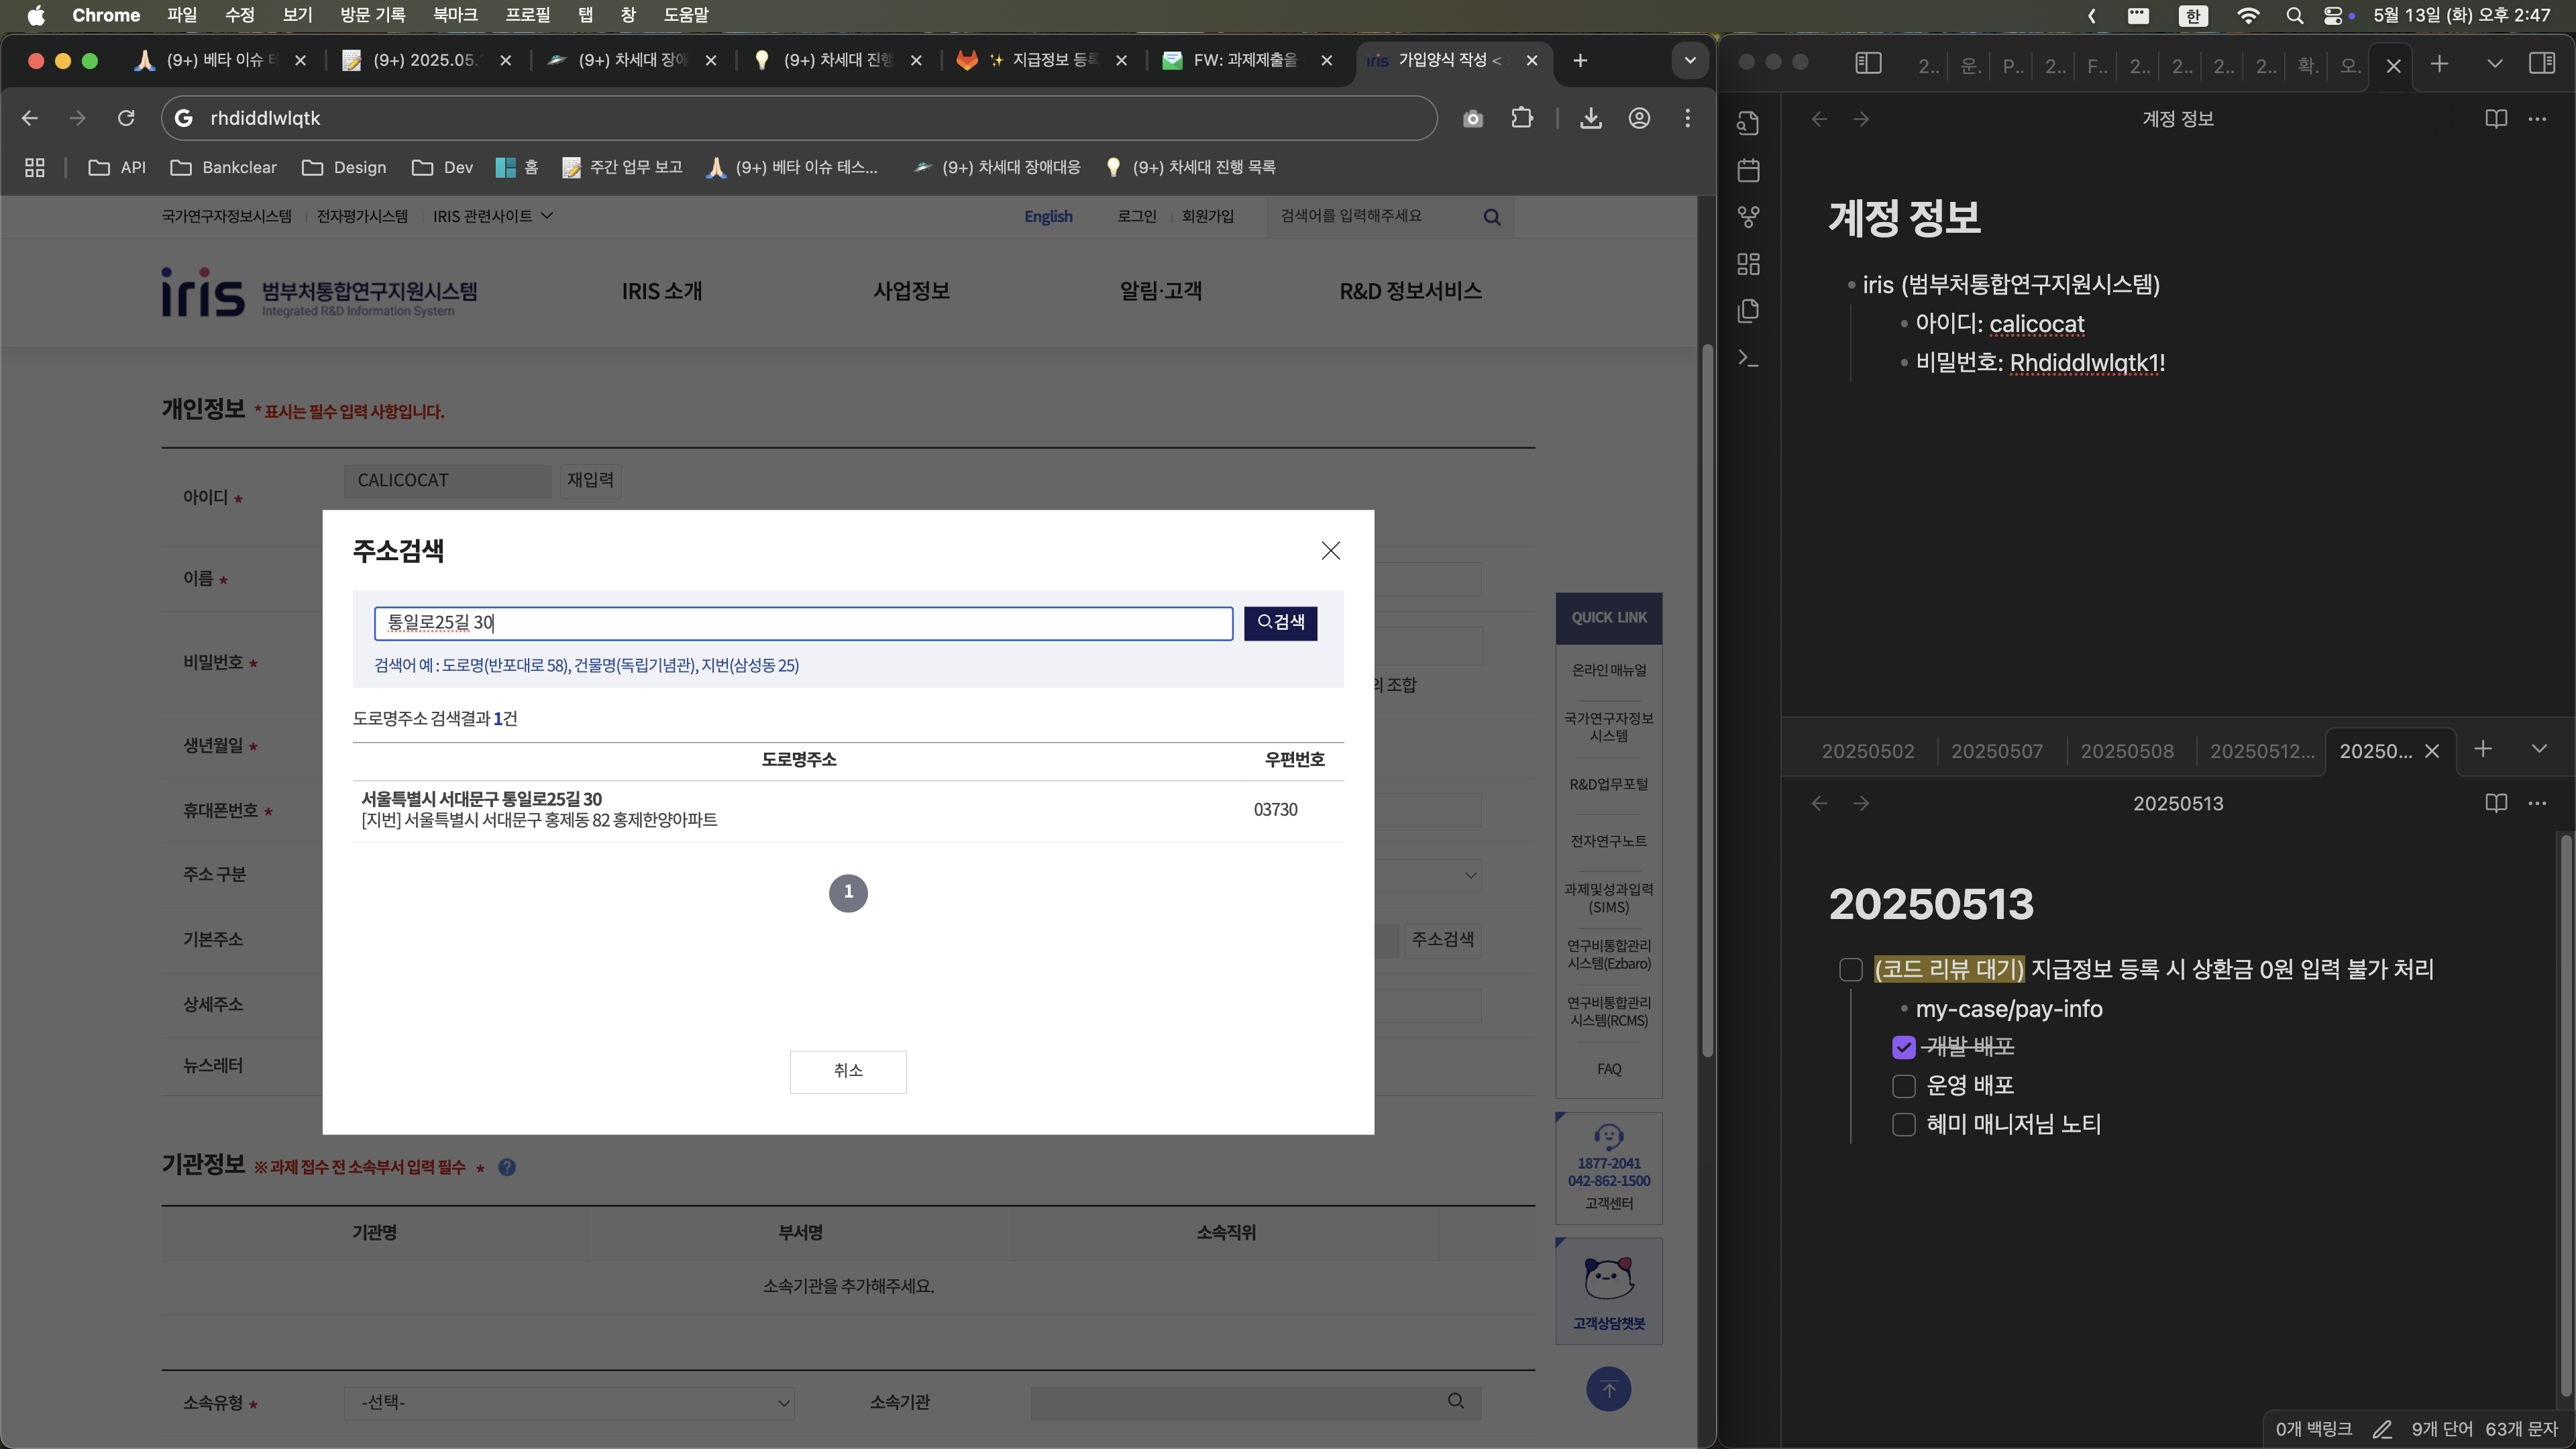 Chrome 파일 수정 보기 방문 기록 북마크 프로필 탭 창 도움말 한 5월 13일 (화) 오후 2:47
(9+) 베타 이슈 테 (9+) 2025.05. (9+) 차세대 장애 (9+) 차세대 진행 지급정보 등록 FW: 과제제출을 iris 가입양식 작성 <
rhdiddlwlqtk
API Bankclear Design Dev 홈 주간 업무 보고 (9+) 베타 이슈 테스... (9+) 차세대 장애대응 (9+) 차세대 진행 목록
국가연구자정보시스템 전자평가시스템 IRIS 관련사이트 English 로그인 회원가입 검색어를 입력해주세요
iris 범부처통합연구지원시스템
Integrated R&D Information System
IRIS 소개 사업정보 알림·고객 R&D 정보서비스
개인정보 * 표시는 필수 입력 사항입니다.
아이디 * CALICOCAT 재입력
이름 *
비밀번호 *
의 조합
생년월일 *
휴대폰번호 *
주소 구분
기본주소 주소검색
상세주소
뉴스레터
주소검색
통일로25길 30 검색
검색어 예 : 도로명(반포대로 58), 건물명(독립기념관), 지번(삼성동 25)
도로명주소 검색결과 1건
도로명주소 우편번호
서울특별시 서대문구 통일로25길 30
[지번] 서울특별시 서대문구 홍제동 82 홍제한양아파트
03730
1
취소
기관정보 ※ 과제 접수 전 소속부서 입력 필수 * ?
기관명 부서명 소속직위
소속기관을 추가해주세요.
소속유형 * -선택- 소속기관
QUICK LINK
온라인 매뉴얼
국가연구자정보
시스템
R&D업무포털
전자연구노트
과제및성과입력
(SIMS)
연구비통합관리
시스템(Ezbaro)
연구비통합관리
시스템(RCMS)
FAQ
1877-2041
042-862-1500
고객센터
고객상담챗봇
2.. 운. P.. 2.. F.. 2.. 2.. 2.. 2.. 확. 오.
계정 정보
계정 정보
iris (범부처통합연구지원시스템)
아이디: calicocat
비밀번호: Rhdiddlwlqtk1!
20250502 20250507 20250508 20250512... 20250...
20250513
20250513
(코드 리뷰 대기) 지급정보 등록 시 상환금 0원 입력 불가 처리
my-case/pay-info
개발 배포
운영 배포
혜미 매니저님 노티
0개 백링크 9개 단어 63개 문자